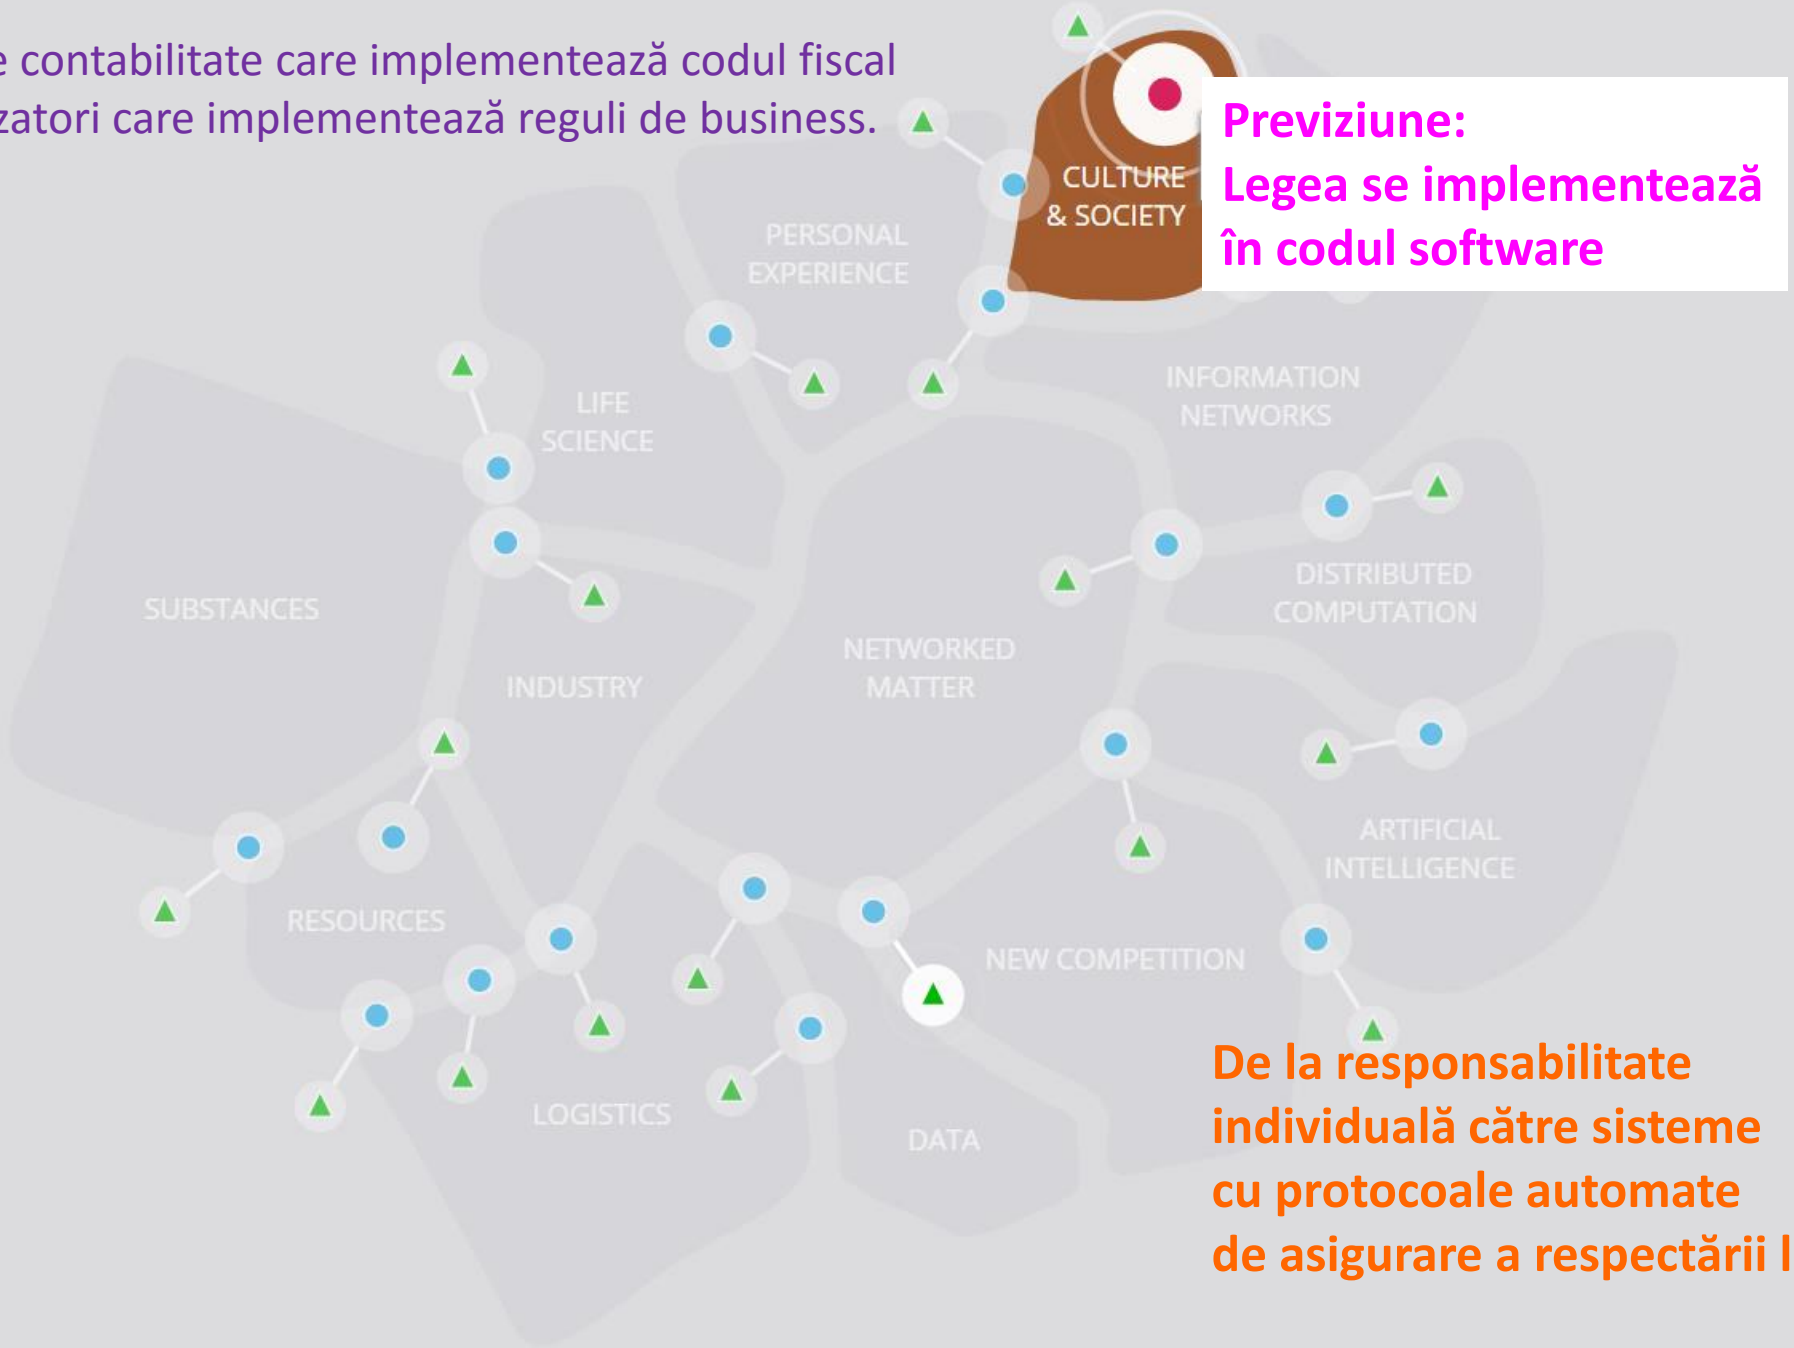 e contabilitate care implementează codul fiscal
zatori care implementează reguli de business.
Previziune:
Legea se implementează
în codul software
CULTURE
& SOCIETY
PERSONAL
EXPERIENCE
INFORMATION
NETWORKS
LIFE
SCIENCE
DISTRIBUTED
COMPUTATION
SUBSTANCES
NETWORKED
MATTER
INDUSTRY
ARTIFICIAL
INTELLIGENCE
RESOURCES
NEW COMPETITION
LOGISTICS
DATA
De la responsabilitate
individuală către sisteme
cu protocoale automate
de asigurare a respectării l